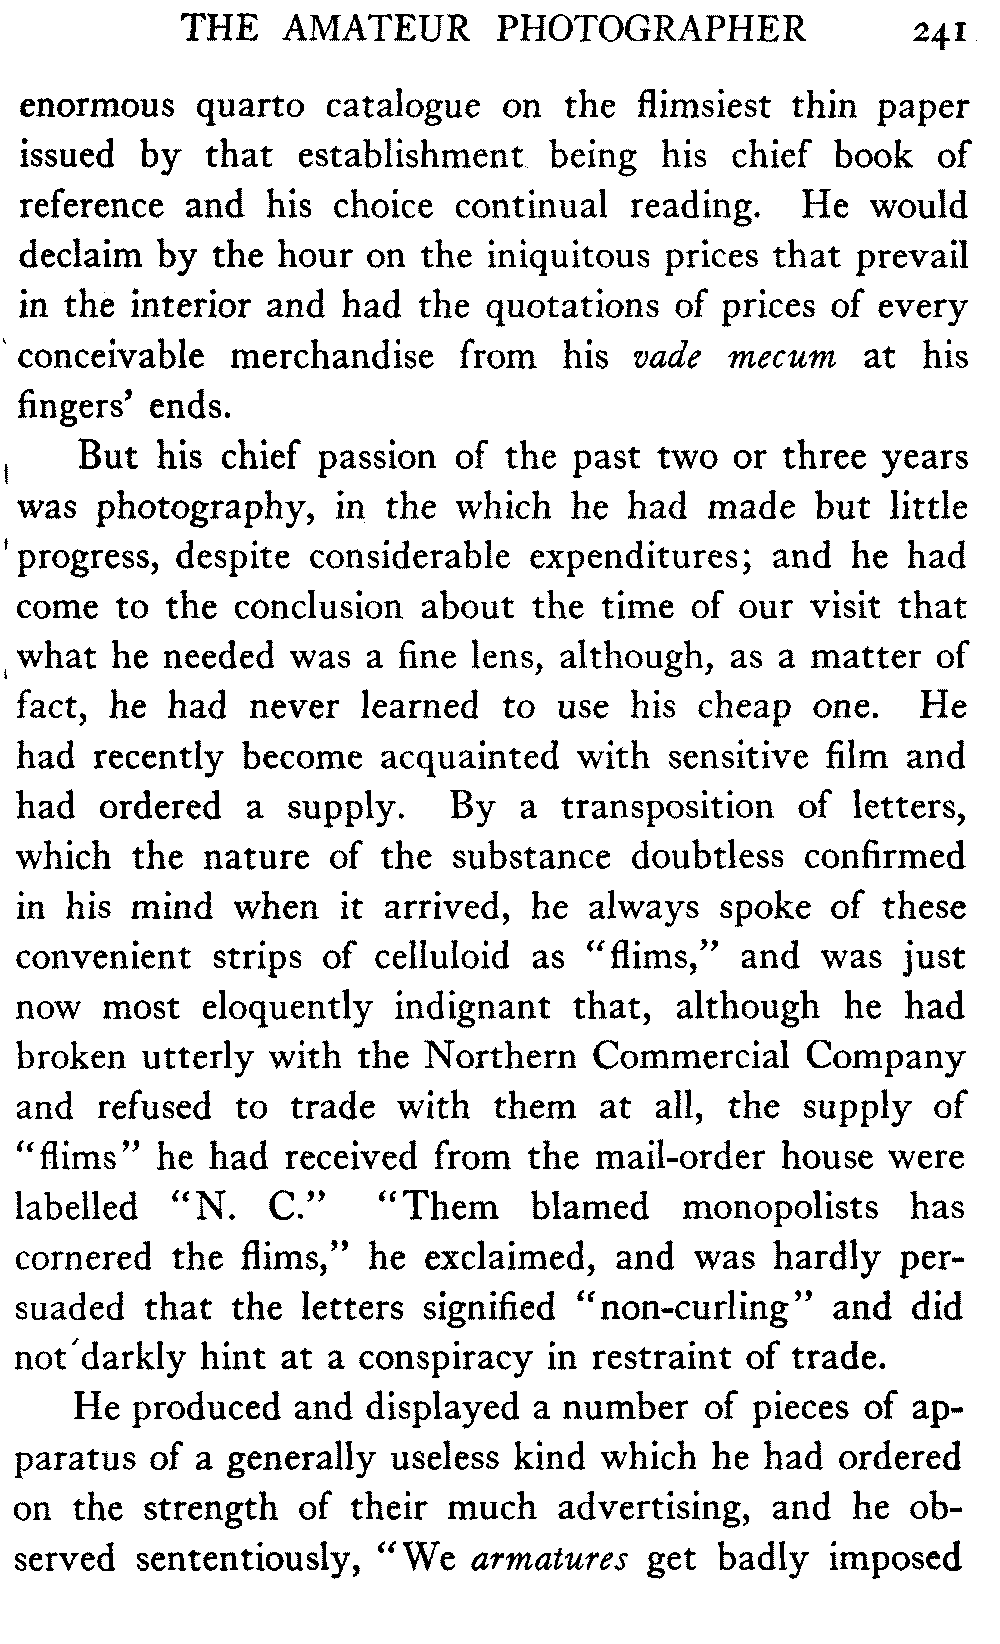 THE AMATEUR PHOTOGRAPHER 241
enormous quarto catalogue on the flimsiest thin paper
issued by that establishment being his chief book of
reference and his choice continual reading. He would
declaim by the hour on the iniquitous prices that prevail
in the interior and had the quotations of prices of every
conceivable merchandise from his vade mecum at his
fingers' ends.
But his chief passion of the past two or three years
was photography, in the which he had made but little
progress, despite considerable expenditures; and he had
come to the conclusion about the time of our visit that
what he needed was a fine lens, although, as a matter of
fact, he had never learned to use his cheap one. He
had recently become acquainted with sensitive film and
had ordered a supply. By a transposition of letters,
which the nature of the substance doubtless confirmed
in his mind when it arrived, he always spoke of these
convenient strips of celluloid as "flims," and was just
now most eloquently indignant that, although he had
broken utterly with the Northern Commercial Company
and refused to trade with them at all, the supply of
"flims" he had received from the mail-order house were
labelled "N. C." "Them blamed monopolists has
cornered the flims," he exclaimed, and was hardly per-
suaded that the letters signified "non-curling" and did
not darkly hint at a conspiracy in restraint of trade.
He produced and displayed a number of pieces of ap-
paratus of a generally useless kind which he had ordered
on the strength of their much advertising, and he ob-
served sententiously, "We armatures get badly imposed